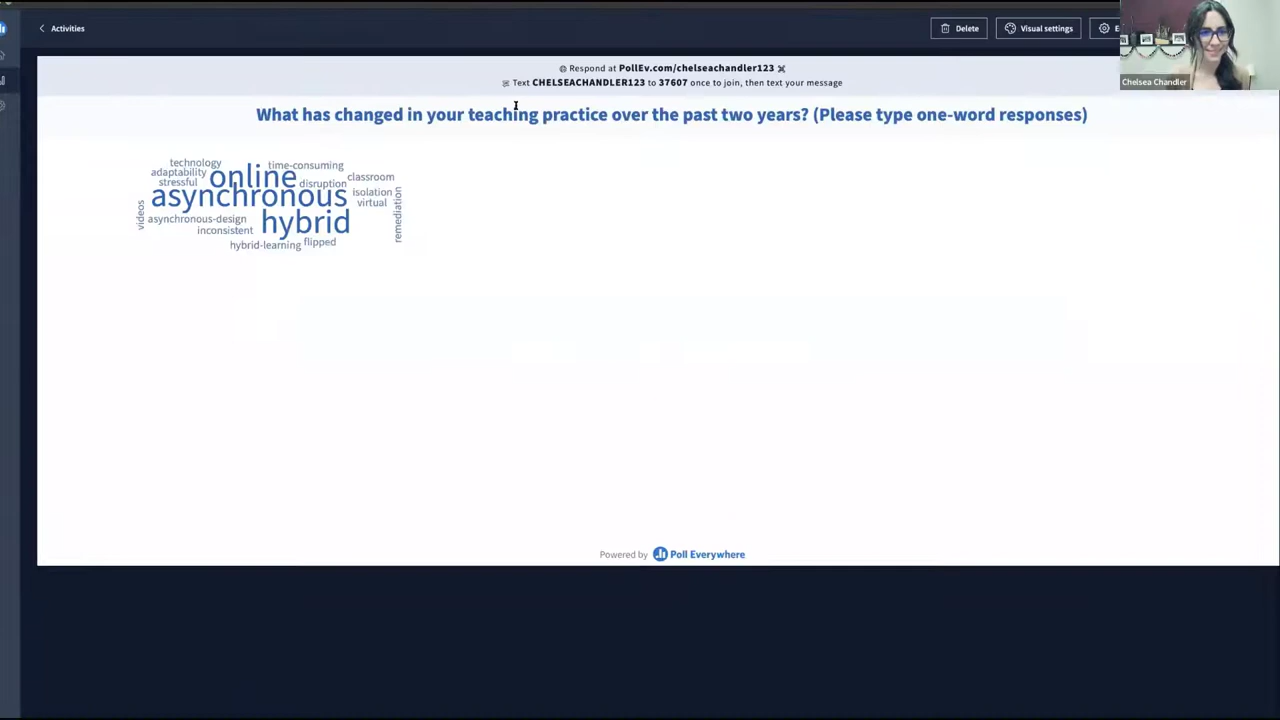 Activities
Delete
Visual settings
Chelsea Chandler
Respond at PollEv.com/chelseachandler123
Text CHELSEACHANDLER123 to 37607 once to join, then text your message
What has changed in your teaching practice over the past two years? (Please type one-word responses)
technology
time-consuming
adaptability
online
classroom
stressful
disruption
asynchronous
isolation
virtual
videos
asynchronous-design
hybrid
remediation
inconsistent
hybrid-learning
flipped
Powered by Poll Everywhere